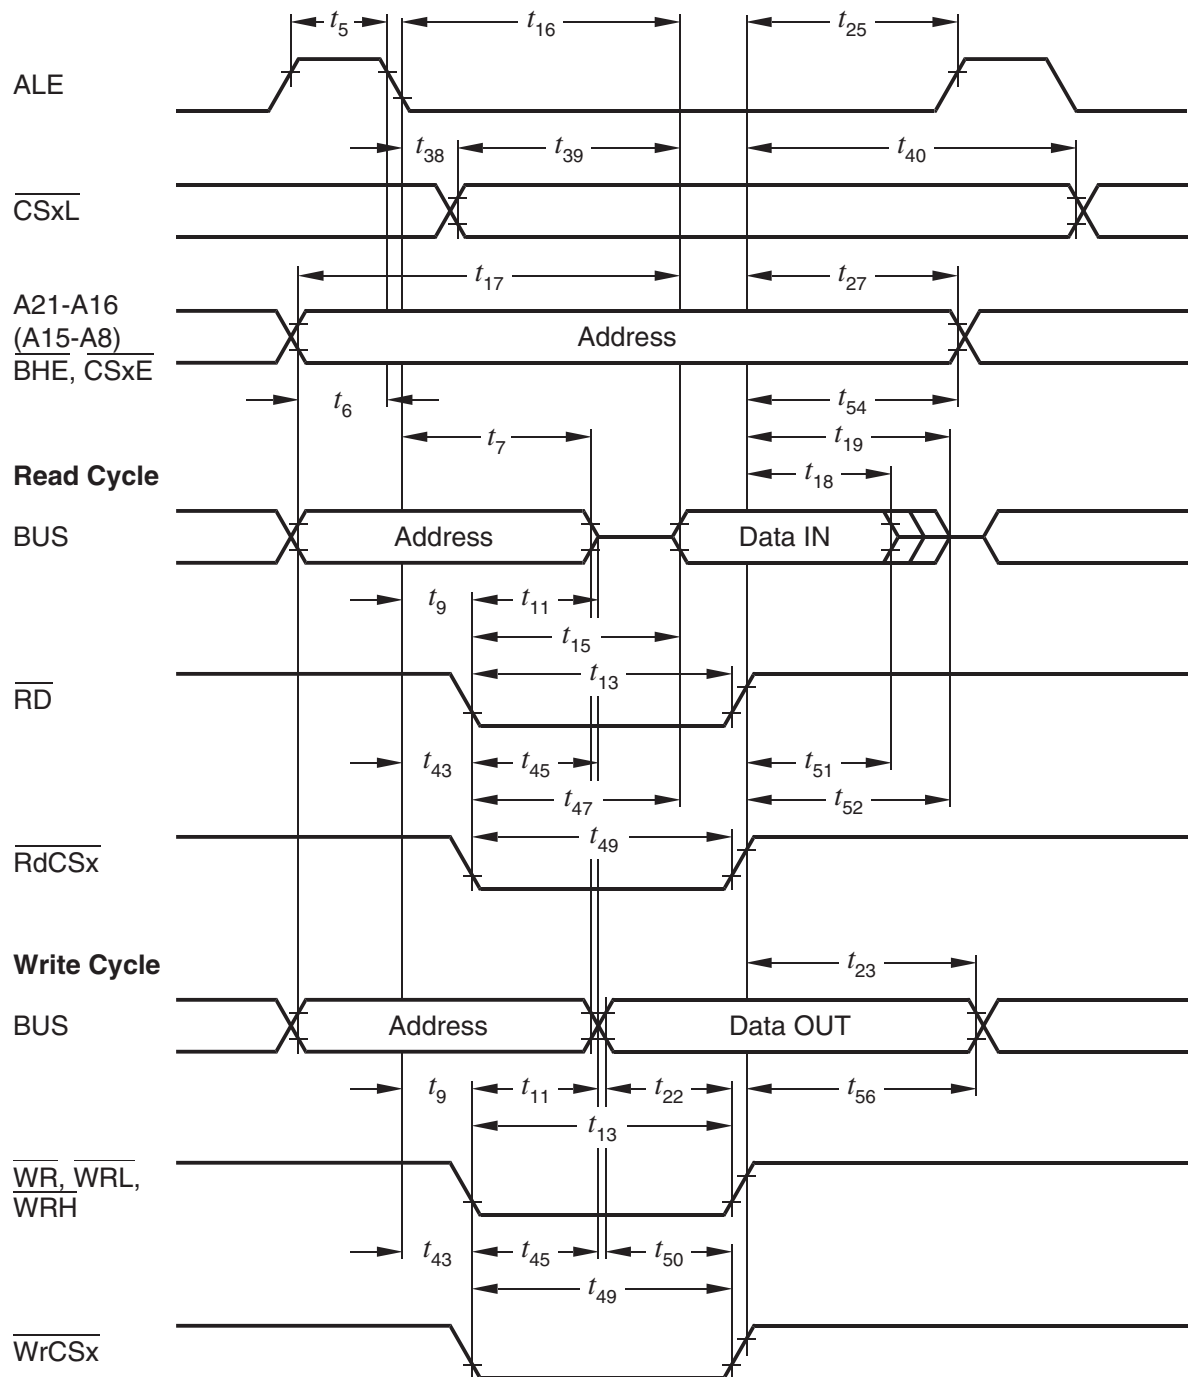 t5 t16 t25
ALE
t38 t39 t40
CSxL
t17 t27
A21-A16
(A15-A8)
Address
BHE, CSxE
t6 t54
t7 t19
Read Cycle
t18
BUS Address Data IN
t9 t11
t15
t13
RD
t43 t45 t51
t47 t52
t49
RdCSx
Write Cycle
t23
BUS Address Data OUT
t9 t11 t22 t56
t13
WR, WRL,
WRH
t43 t45 t50
t49
WrCSx